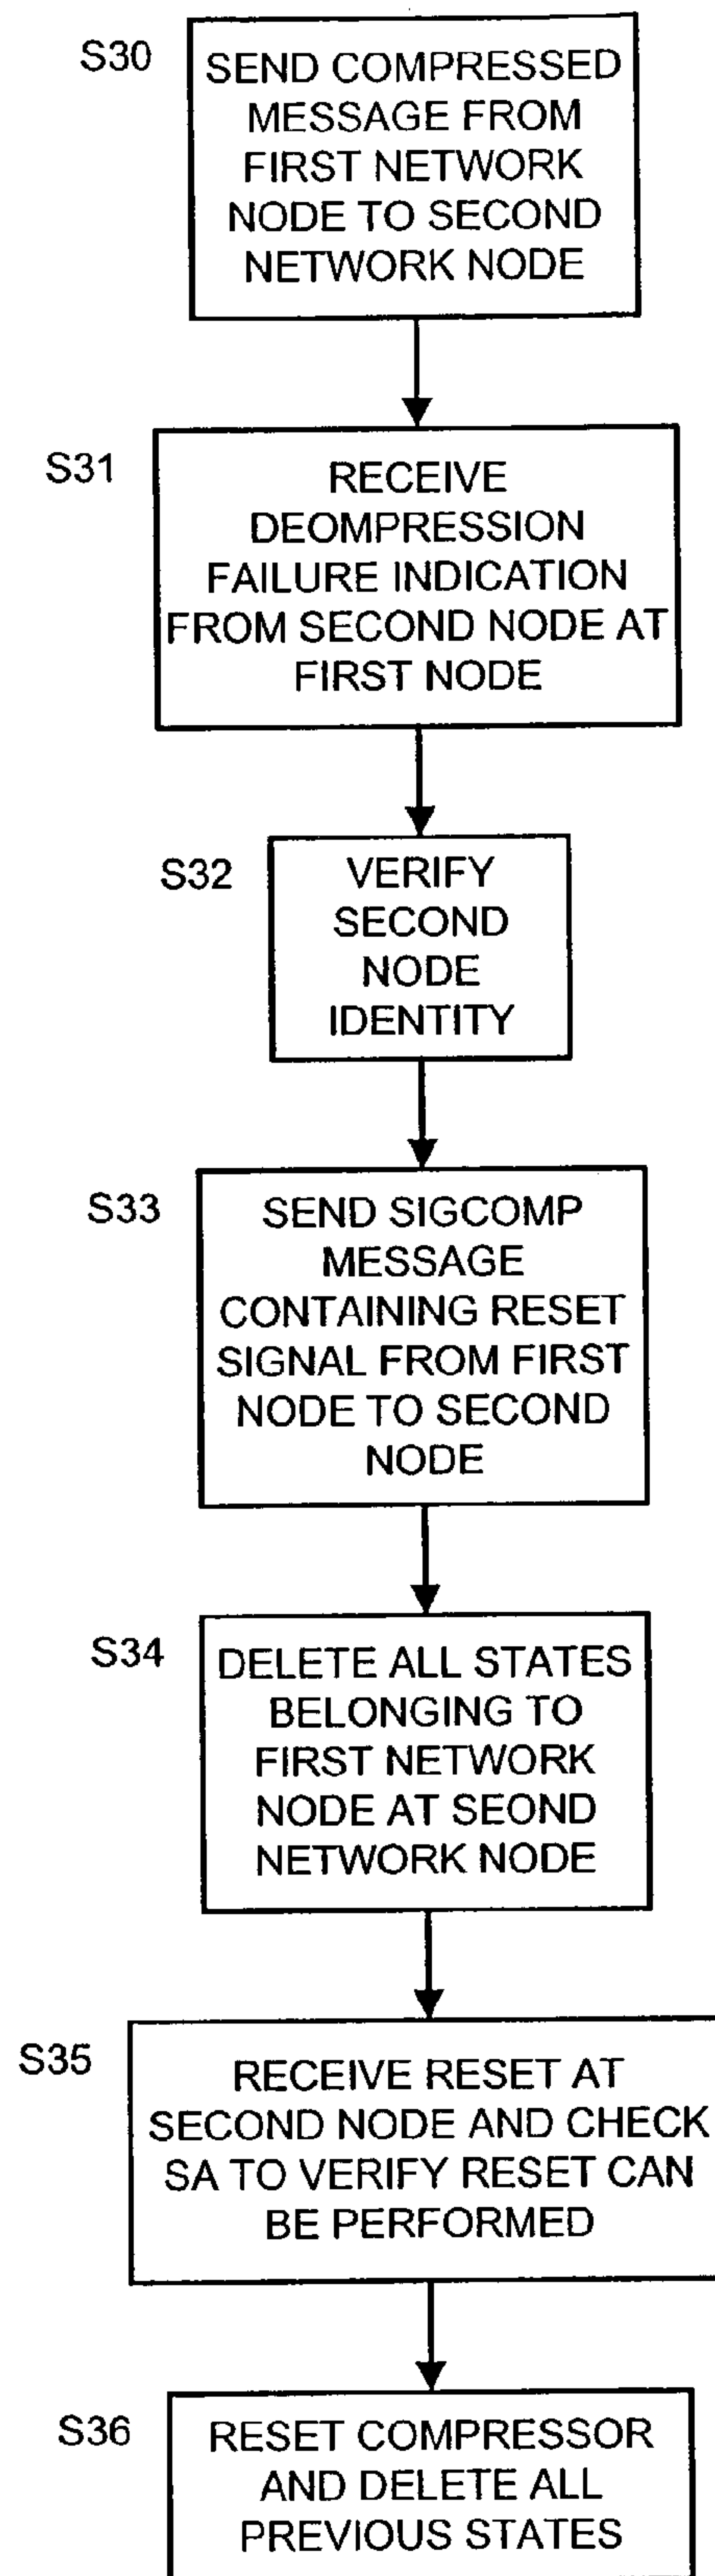 S30
SEND COMPRESSED
MESSAGE FROM
FIRST NETWORK
NODE TO SECOND
NETWORK NODE
S31
RECEIVE
DEOMPRESSION
FAILURE INDICATION
FROM SECOND NODE AT
FIRST NODE
S32
VERIFY
SECOND
NODE
IDENTITY
S33
SEND SIGCOMP
MESSAGE
CONTAINING RESET
SIGNAL FROM FIRST
NODE TO SECOND
NODE
S34
DELETE ALL STATES
BELONGING TO
FIRST NETWORK
NODE AT SEOND
NETWORK NODE
S35
RECEIVE RESET AT
SECOND NODE AND CHECK
SA TO VERIFY RESET CAN
BE PERFORMED
S36
RESET COMPRESSOR
AND DELETE ALL
PREVIOUS STATES